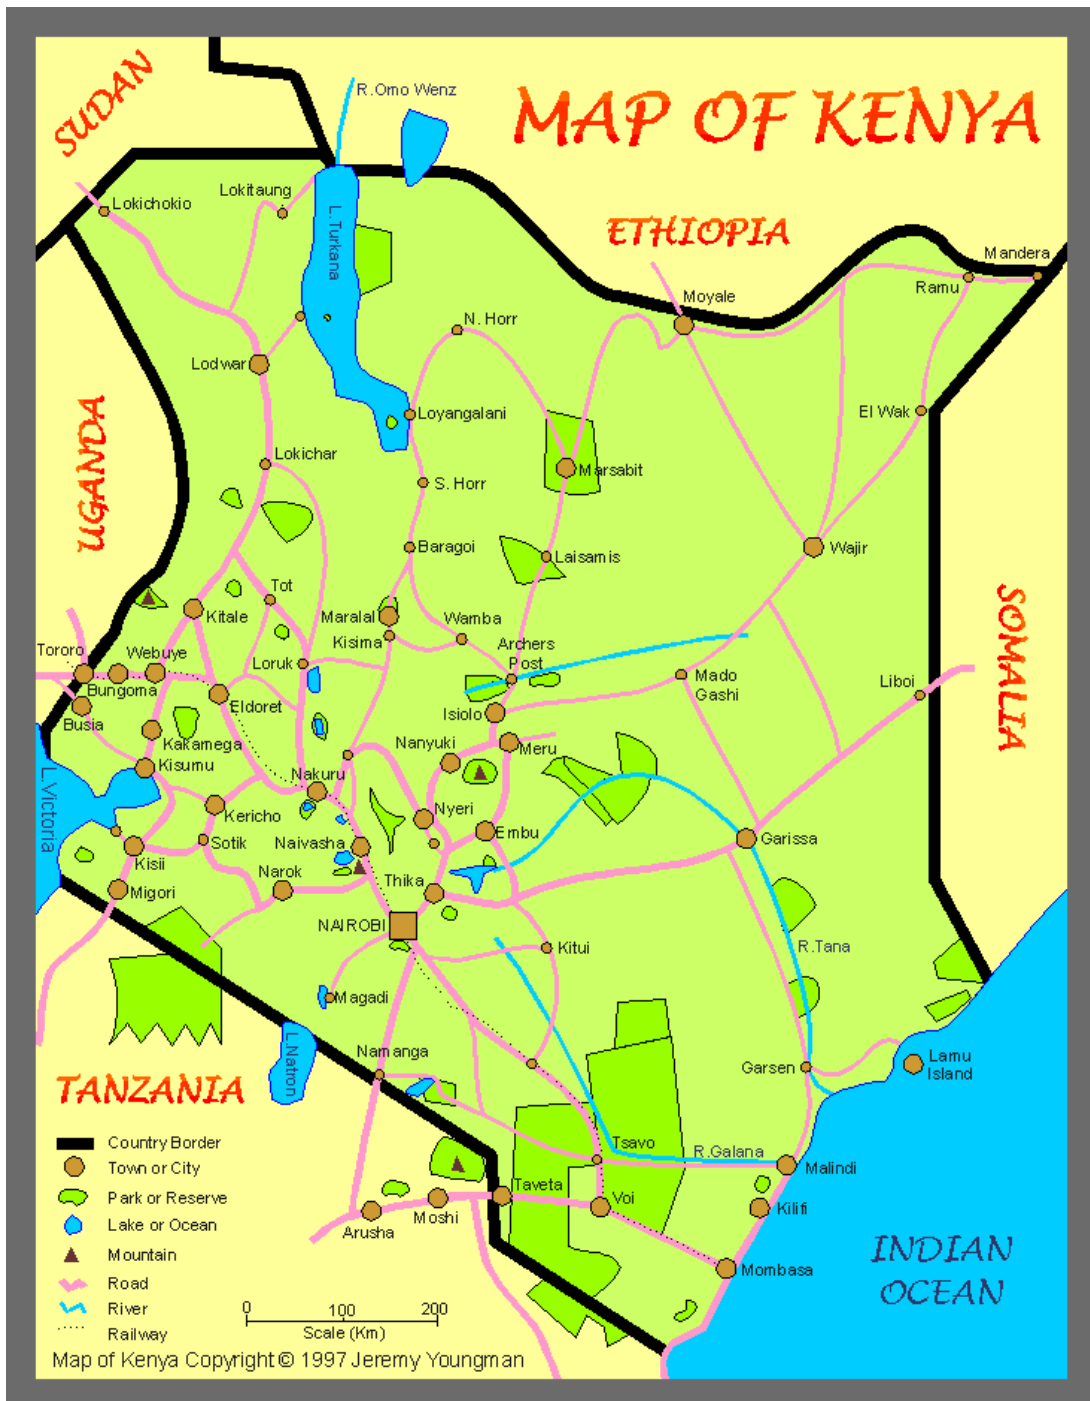 SUDAN
R.Omo Wenz
MAP OF KENYA
Lokitaung
Lokichokio
L.Turkana
ETHIOPIA
Mandera
Ramu
Moyale
N. Horr
Lodwar
UGANDA
Loyangalani
El Wak
Lokichar
Marsabit
S. Horr
Baragoi
Laisamis
Wajir
Tot
SOMALIA
Kitale
Maralal
Wamba
Kisima
Archers
Post
Tororo
Webuye
Loruk
Mado
Gashi
Liboi
Bungoma
Eldoret
Isiolo
Busia
Kakamega
Nanyuki
Meru
Kisumu
L.Victoria
Nakuru
Kericho
Nyeri
Embu
Garissa
Sotik
Naivasha
Kisii
Narok
Thika
Migori
NAIROBI
Kitui
R.Tana
Magadi
L.Natron
Namanga
Garsen
Lamu
Island
TANZANIA
Country Border
Tsavo
R.Galana
Town or City
Malindi
Taveta
Voi
Park or Reserve
Moshi
Kilifi
Lake or Ocean
Arusha
Mountain
INDIAN
OCEAN
Mombasa
Road
River
0 100 200
Railway
Scale (Km)
Map of Kenya Copyright © 1997 Jeremy Youngman